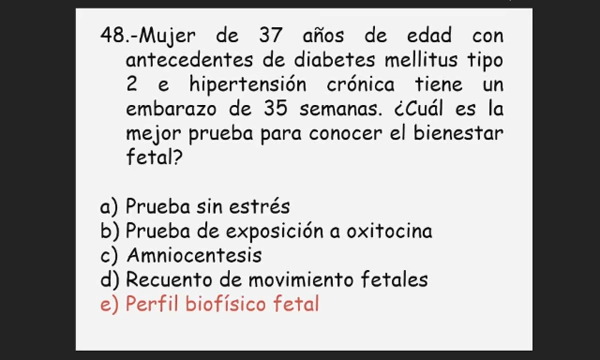 48.-Mujer de 37 años de edad con
antecedentes de diabetes mellitus tipo
2 e hipertensión crónica tiene un
embarazo de 35 semanas. ¿Cuál es la
mejor prueba para conocer el bienestar
fetal?
a) Prueba sin estrés
b) Prueba de exposición a oxitocina
c) Amniocentesis
d) Recuento de movimiento fetales
e) Perfil biofísico fetal